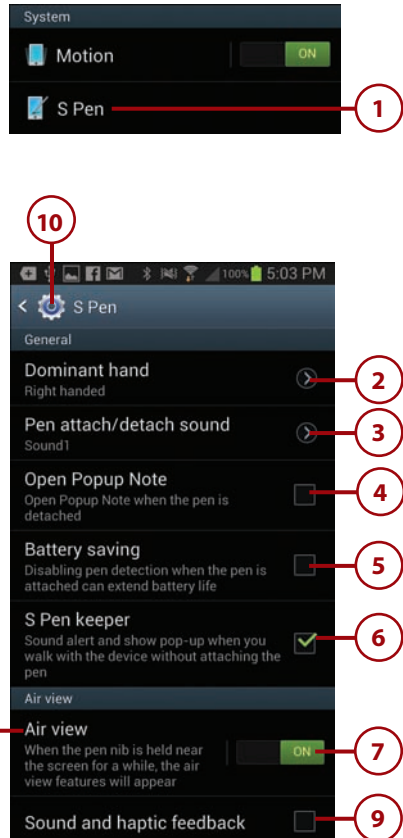 System
Motion
ON
S Pen
1
10
100% 5:03 PM
S Pen
General
Dominant hand
Right handed
2
Pen attach/detach sound
Sound1
3
Open Popup Note
Open Popup Note when the pen is
detached
4
Battery saving
Disabling pen detection when the pen is
attached can extend battery life
5
S Pen keeper
Sound alert and show pop-up when you
walk with the device without attaching the
pen
6
Air view
Air view
When the pen nib is held near
the screen for a while, the air
view features will appear
ON
7
Sound and haptic feedback
9